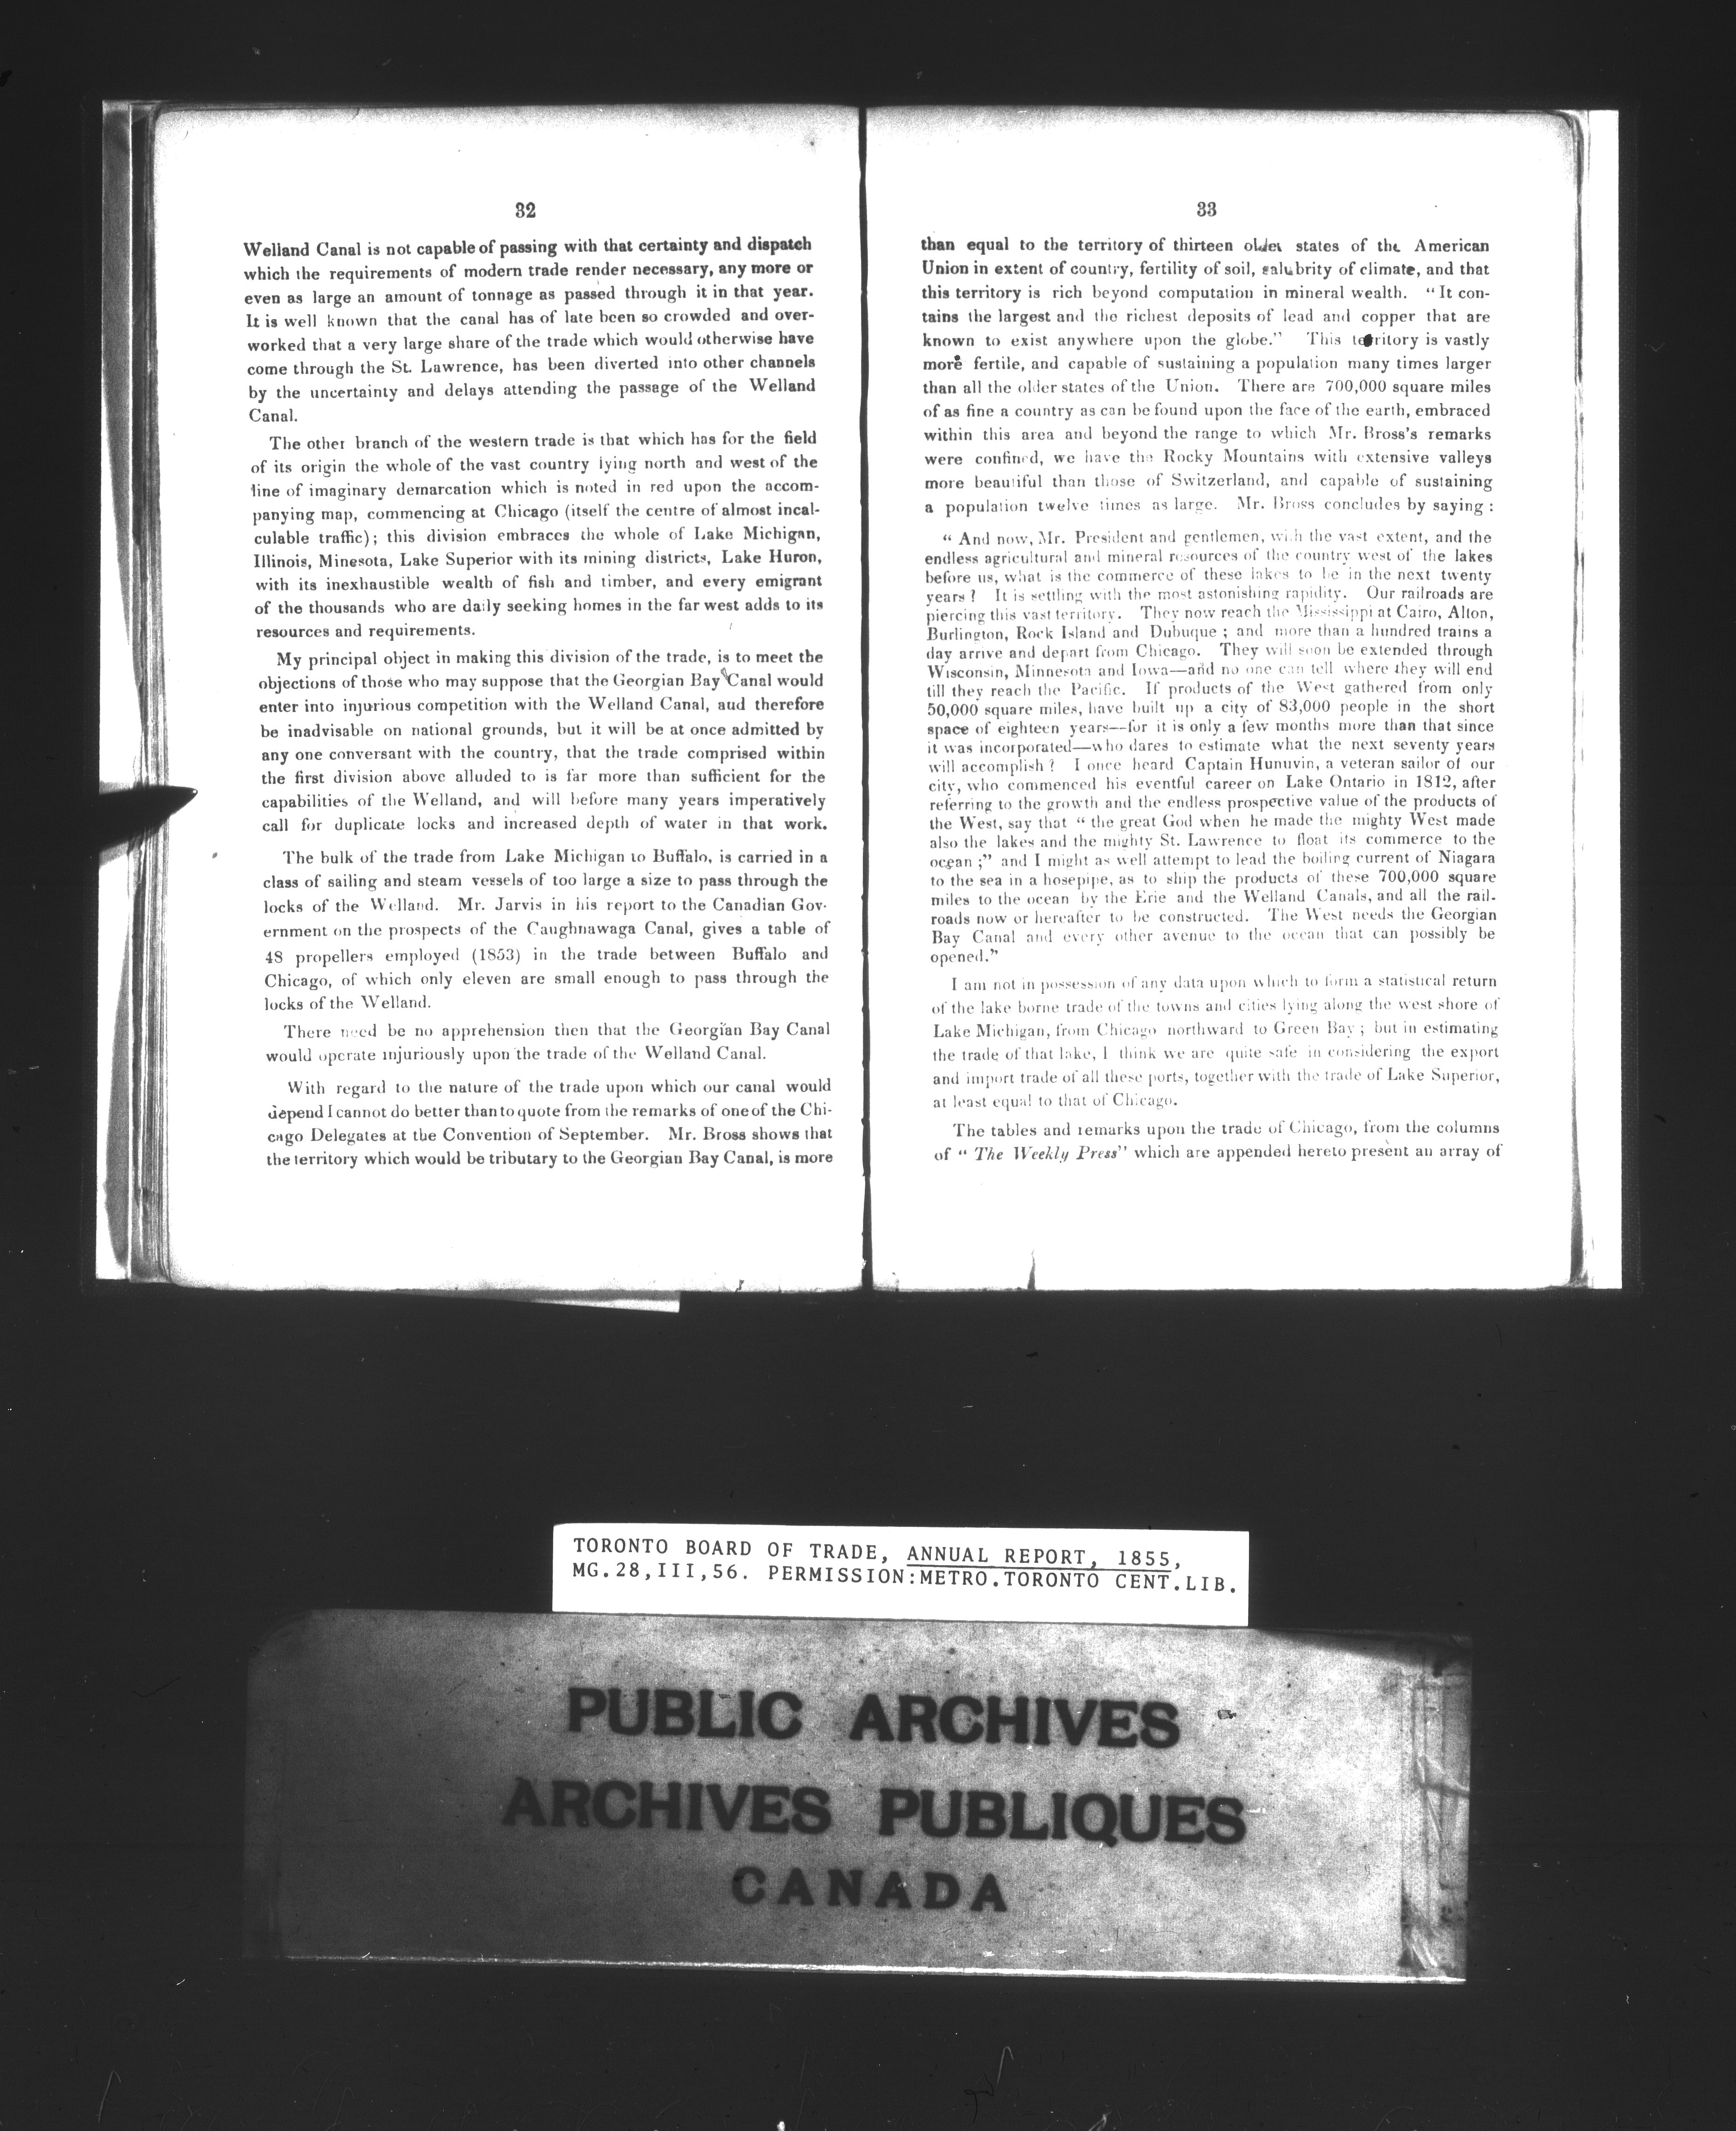 32
Welland Canal is not capable of passing with that certainty and dispatch
which the requirements of modern trade render necessary, any more or
even as large an amount of tonnage as passed through it in that year.
It is well known that the canal has of late been so crowded and over-
worked that a very large share of the trade which would otherwise have
come through the St. Lawrence, has been diverted into other channels
by the uncertainty and delays attending the passage of the Welland
Canal.
The other branch of the western trade is that which has for the field
of its origin the whole of the vast country lying north and west of the
line of imaginary demarcation which is noted in red upon the accom-
panying map, commencing at Chicago (itself the centre of almost incal-
culable traffic); this division embraces the whole of Lake Michigan,
Illinois, Minesota, Lake Superior with its mining districts, Lake Huron,
with its inexhaustible wealth of fish and timber, and every emigrant
of the thousands who are daily seeking homes in the far west adds to its
resources and requirements.
My principal object in making this division of the trade, is to meet the
objections of those who may suppose that the Georgian Bay Canal would
enter into injurious competition with the Welland Canal, aud therefore
be inadvisable on national grounds, but it will be at once admitted by
any one conversant with the country, that the trade comprised within
the first division above alluded to is far more than sufficient for the
capabilities of the Welland, and will before many years imperatively
call for duplicate locks and increased depth of water in that work.
The bulk of the trade from Lake Michigan to Buffalo, is carried in a
class of sailing and steam vessels of too large a size to pass through the
locks of the Welland. Mr. Jarvis in his report to the Canadian Gov-
ernment on the prospects of the Caughnawaga Canal, gives a table of
48 propellers employed (1853) in the trade between Buffalo and
Chicago, of which only eleven are small enough to pass through the
locks of the Welland.
There need be no apprehension then that the Georgian Bay Canal
would operate injuriously upon the trade of the Welland Canal.
With regard to the nature of the trade upon which our canal would
depend I cannot do better than to quote from the remarks of one of the Chi-
cago Delegates at the Convention of September. Mr. Bross shows that
the territory which would be tributary to the Georgian Bay Canal, is more
33
than equal to the territory of thirteen older states of the American
Union in extent of country, fertility of soil, salubrity of climate, and that
this territory is rich beyond computation in mineral wealth. "It con-
tains the largest and the richest deposits of lead and copper that are
known to exist anywhere upon the globe." This territory is vastly
more fertile, and capable of sustaining a population many times larger
than all the older states of the Union. There are 700,000 square miles
of as fine a country as can be found upon the face of the earth, embraced
within this area and beyond the range to which Mr. Bross's remarks
were confined, we have the Rocky Mountains with extensive valleys
more beautiful than those of Switzerland, and capable of sustaining
a population twelve times as large. Mr. Bross concludes by saying:
"And now, Mr. President and gentlemen, with the vast extent, and the
endless agricultural and mineral resources of the country west of the lakes
before us, what is the commerce of these lakes to be in the next twenty
years? It is settling with the most astonishing rapidity. Our railroads are
piercing this vast territory. They now reach the Mississippi at Cairo, Alton,
Burlington, Rock Island and Dubuque; and more than a hundred trains a
day arrive and depart from Chicago. They will soon be extended through
Wisconsin, Minnesota and Iowa—and no one can tell where they will end
till they reach the Pacific. If products of the West gathered from only
50,000 square miles, have built up a city of 83,000 people in the short
space of eighteen years—for it is only a few months more than that since
it was incorporated—who dares to estimate what the next seventy years
will accomplish? I once heard Captain Hunuvin, a veteran sailor of our
city, who commenced his eventful career on Lake Ontario in 1812, after
referring to the growth and the endless prospective value of the products of
the West, say that "the great God when he made the mighty West made
also the lakes and the mighty St. Lawrence to float its commerce to the
ocean;" and I might as well attempt to lead the boiling current of Niagara
to the sea in a hosepipe, as to ship the products of these 700,000 square
miles to the ocean by the Erie and the Welland Canals, and all the rail-
roads now or hereafter to be constructed. The West needs the Georgian
Bay Canal and every other avenue to the ocean that can possibly be
opened."
I am not in possession of any data upon which to form a statistical return
of the lake borne trade of the towns and cities lying along the west shore of
Lake Michigan, from Chicago northward to Green Bay; but in estimating
the trade of that lake, I think we are quite safe in considering the export
and import trade of all these ports, together with the trade of Lake Superior,
at least equal to that of Chicago.
The tables and remarks upon the trade of Chicago, from the columns
of "The Weekly Press" which are appended hereto present an array of
TORONTO BOARD OF TRADE, ANNUAL REPORT, 1855,
MG.28,III,56. PERMISSION:METRO.TORONTO CENT.LIB.
PUBLIC ARCHIVES
ARCHIVES PUBLIQUES
CANADA